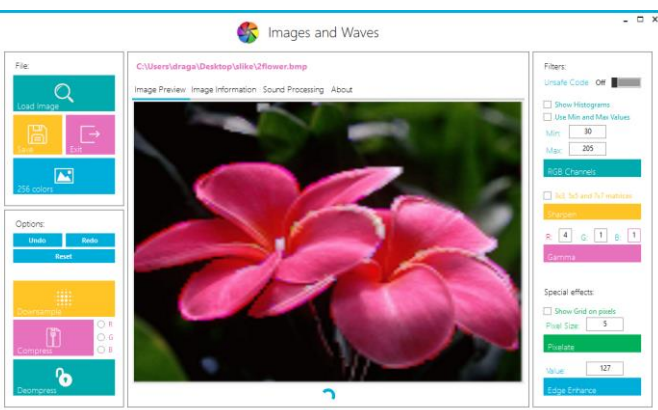 Images and Waves
File:
Load Image
Save
Exit
256 colors
Options:
Undo
Redo
Reset
Downsample
Compress
R
G
B
Deompress
C:\Users\draga\Desktop\slike\2flower.bmp
Image Preview Image Information Sound Processing About
Filters:
Unsafe Code Off
Show Histograms
Use Min and Max Values
Min: 30
Max: 205
RGB Channels
3x3, 5x5 and 7x7 matrices
Sharpen
R: 4 G: 1 B: 1
Gamma
Special effects:
Show Grid on pixels
Pixel Size: 5
Pixelate
Value: 127
Edge Enhance